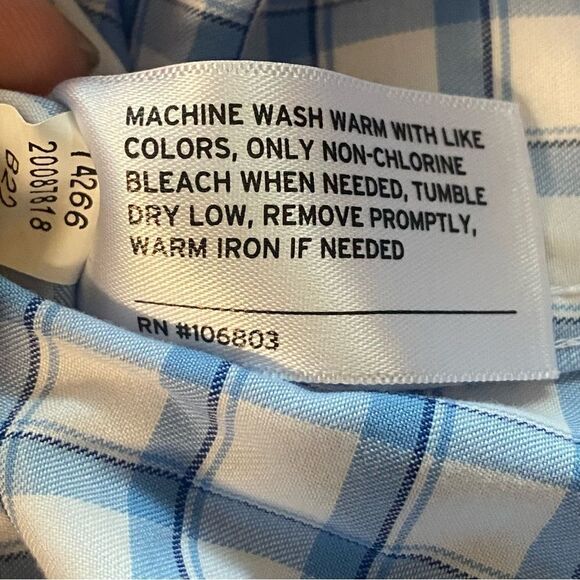 MACHINE WASH WARM WITH LIKE
COLORS, ONLY NON-CHLORINE
BLEACH WHEN NEEDED, TUMBLE
DRY LOW, REMOVE PROMPTLY,
WARM IRON IF NEEDED
RN #106803
14266
20081818